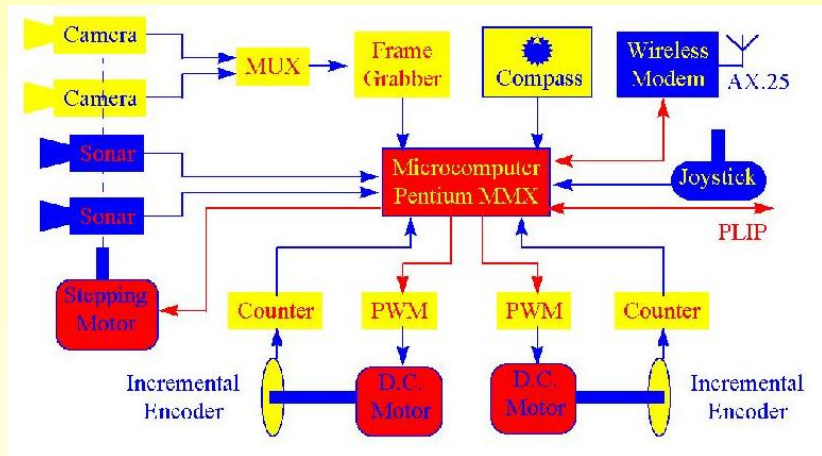 Camera
MUX
Frame
Grabber
Compass
Wireless
Modem
AX.25
Camera
Sonar
Microcomputer
Pentium MMX
Joystick
Sonar
PLIP
Stepping
Motor
Counter
PWM
PWM
Counter
Incremental
Encoder
D.C.
Motor
D.C.
Motor
Incremental
Encoder